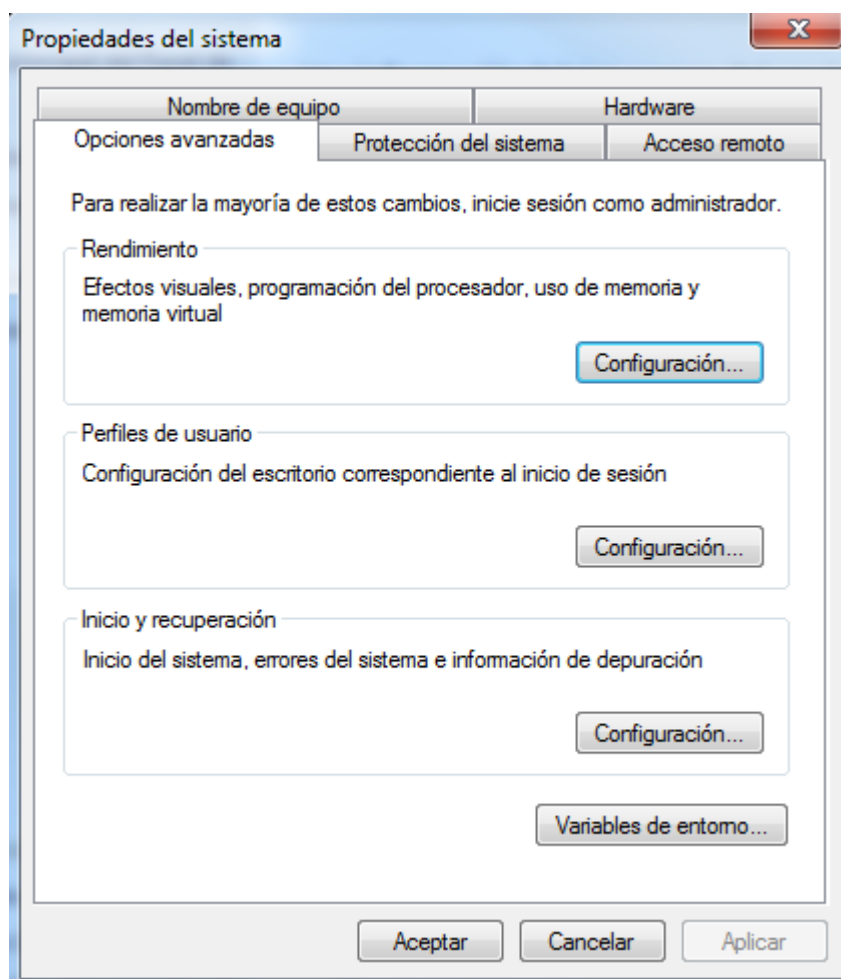 Propiedades del sistema
Nombre de equipo
Hardware
Opciones avanzadas
Protección del sistema
Acceso remoto
Para realizar la mayoría de estos cambios, inicie sesión como administrador.
Rendimiento
Efectos visuales, programación del procesador, uso de memoria y
memoria virtual
Configuración...
Perfiles de usuario
Configuración del escritorio correspondiente al inicio de sesión
Configuración...
Inicio y recuperación
Inicio del sistema, errores del sistema e información de depuración
Configuración...
Variables de entorno...
Aceptar
Cancelar
Aplicar